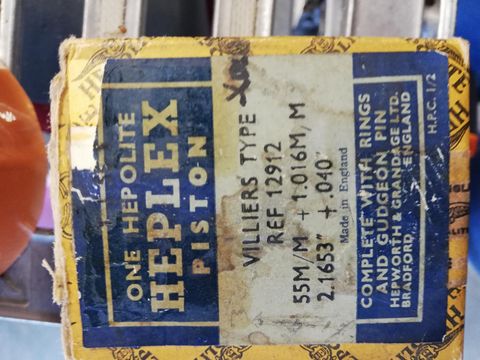 ONE HEPOLITE
HEPLEX
PISTON
VILLIERS TYPE
REF 12912
55M/M + 1.016M/M
2.1653" + .040"
Made in England
COMPLETE WITH RINGS
AND GUDGEON PIN
HEPWORTH & GRANDAGE LTD.
BRADFORD ENGLAND
H.P.C. 1/2